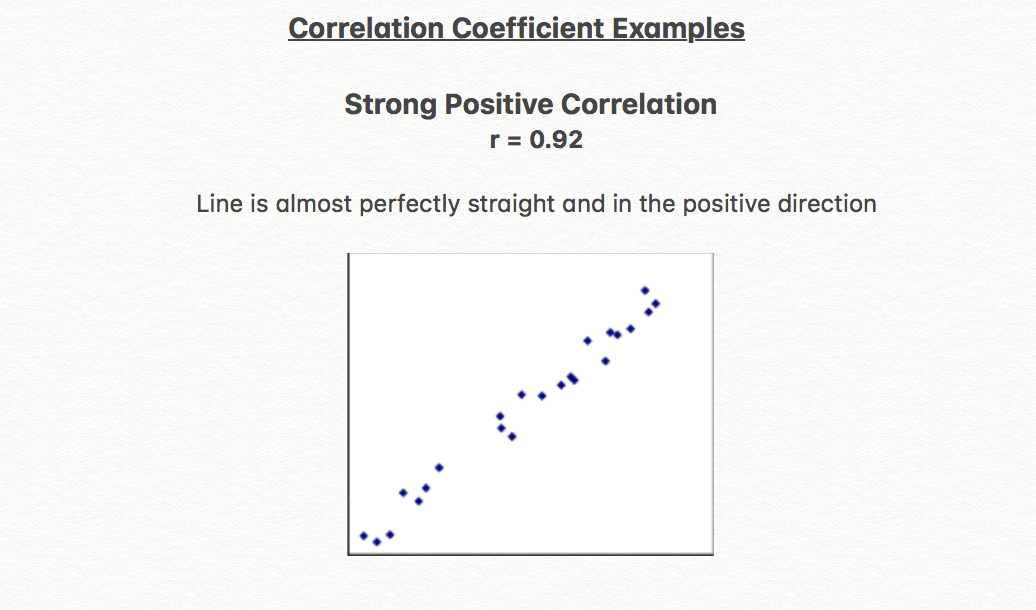 Correlation Coefficient Examples
Strong Positive Correlation
r = 0.92
Line is almost perfectly straight and in the positive direction